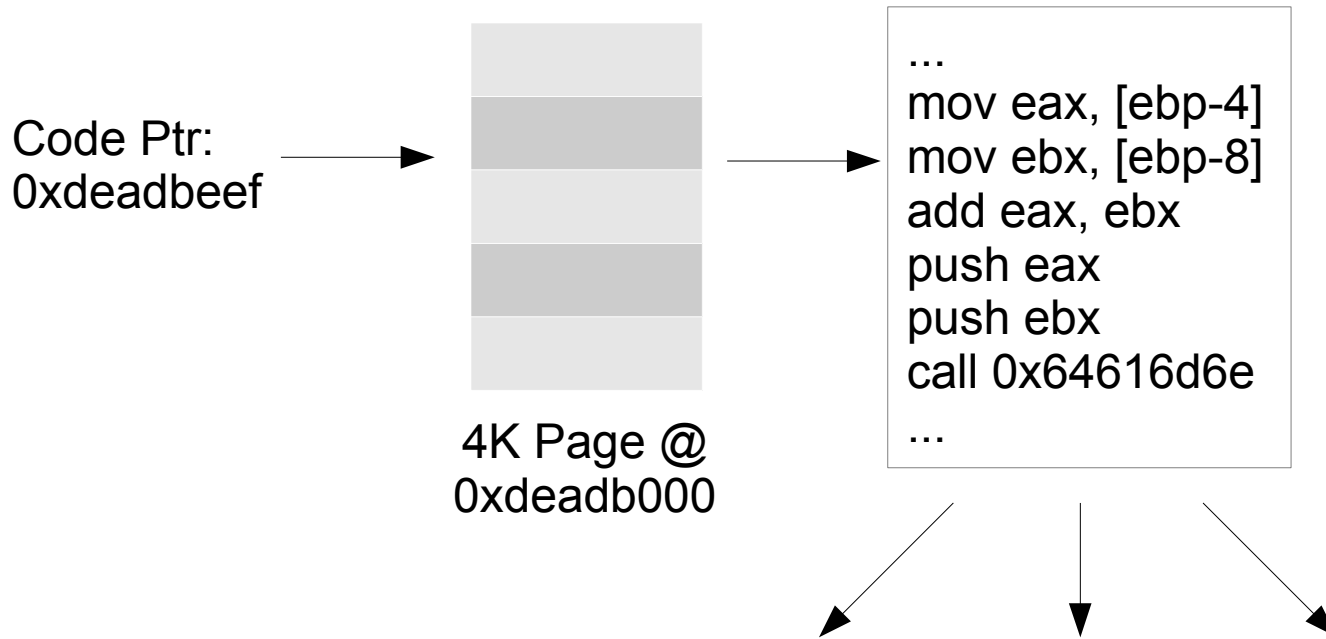 Code Ptr:
0xdeadbeef
4K Page @
0xdeadb000
...
mov eax, [ebp-4]
mov ebx, [ebp-8]
add eax, ebx
push eax
push ebx
call 0x64616d6e
...